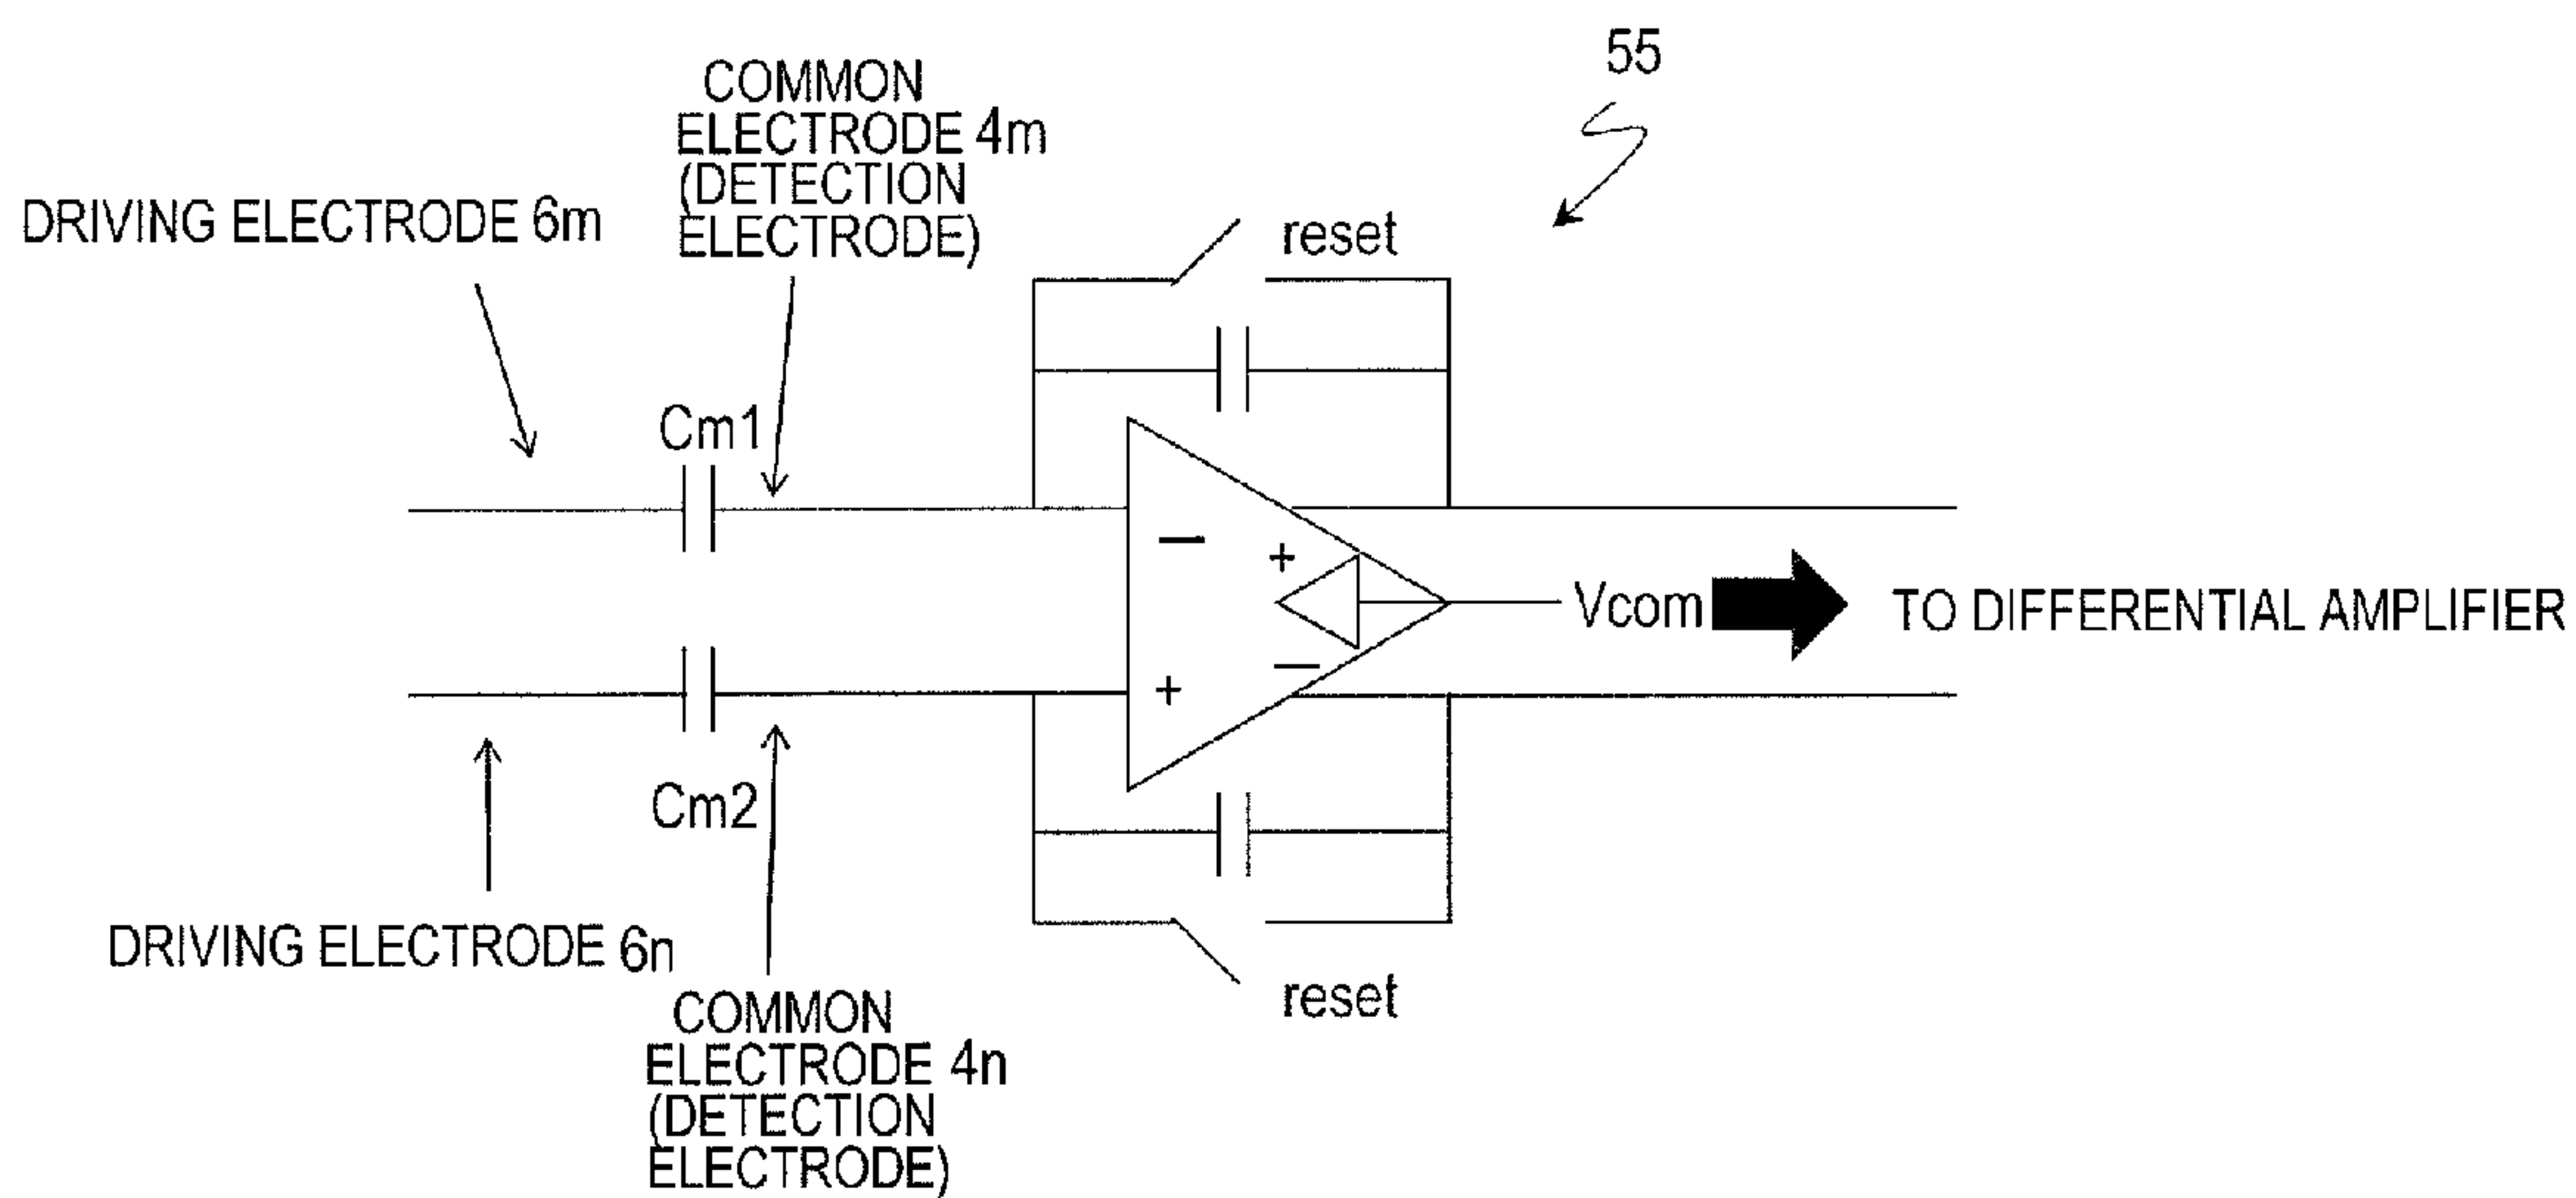 55
COMMON
ELECTRODE 4m
(DETECTION
ELECTRODE)
DRIVING ELECTRODE 6m
reset
Cm1
−
+
Vcom
TO DIFFERENTIAL AMPLIFIER
+
−
Cm2
DRIVING ELECTRODE 6n
reset
COMMON
ELECTRODE 4n
(DETECTION
ELECTRODE)